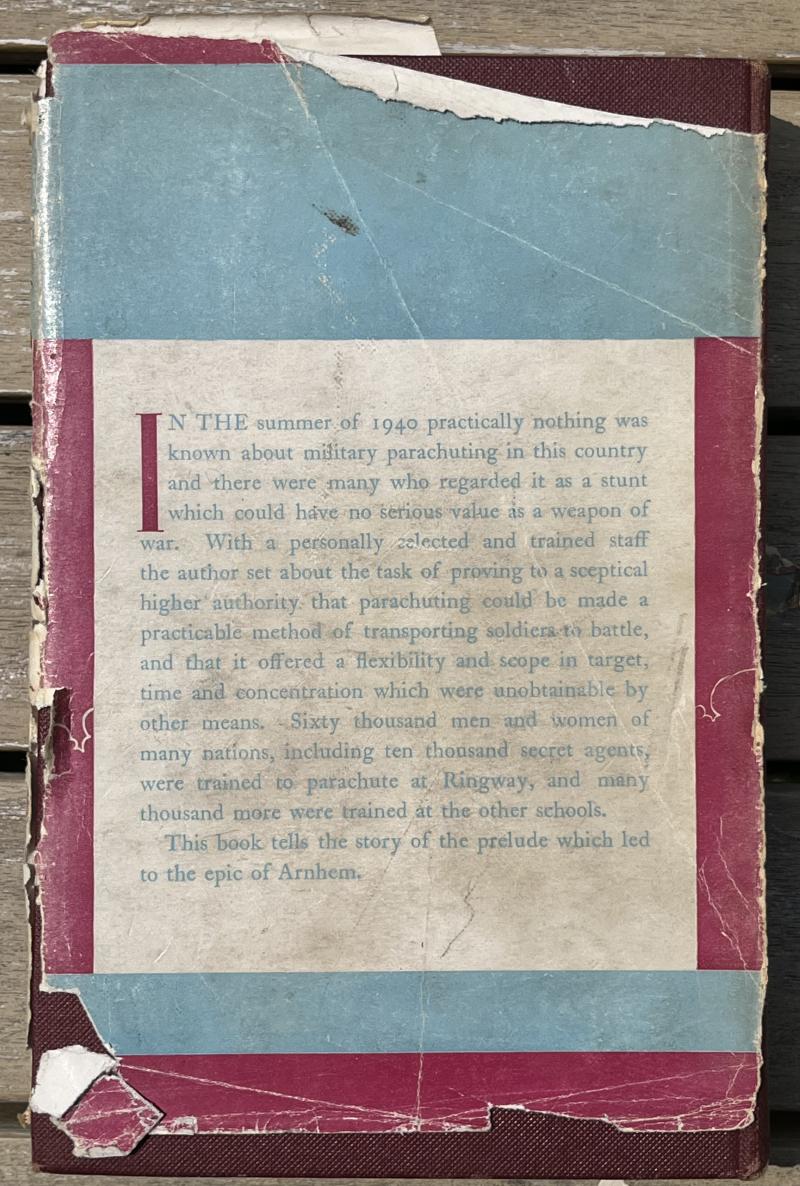 IN THE summer of 1940 practically nothing was
known about military parachuting in this country
and there were many who regarded it as a stunt
which could have no serious value as a weapon of
war. With a personally selected and trained staff
the author set about the task of proving to a sceptical
higher authority that parachuting could be made a
practicable method of transporting soldiers to battle,
and that it offered a flexibility and scope in target,
time and concentration which were unobtainable by
other means. Sixty thousand men and women of
many nations, including ten thousand secret agents,
were trained to parachute at Ringway, and many
thousand more were trained at the other schools.
This book tells the story of the prelude which led
to the epic of Arnhem.